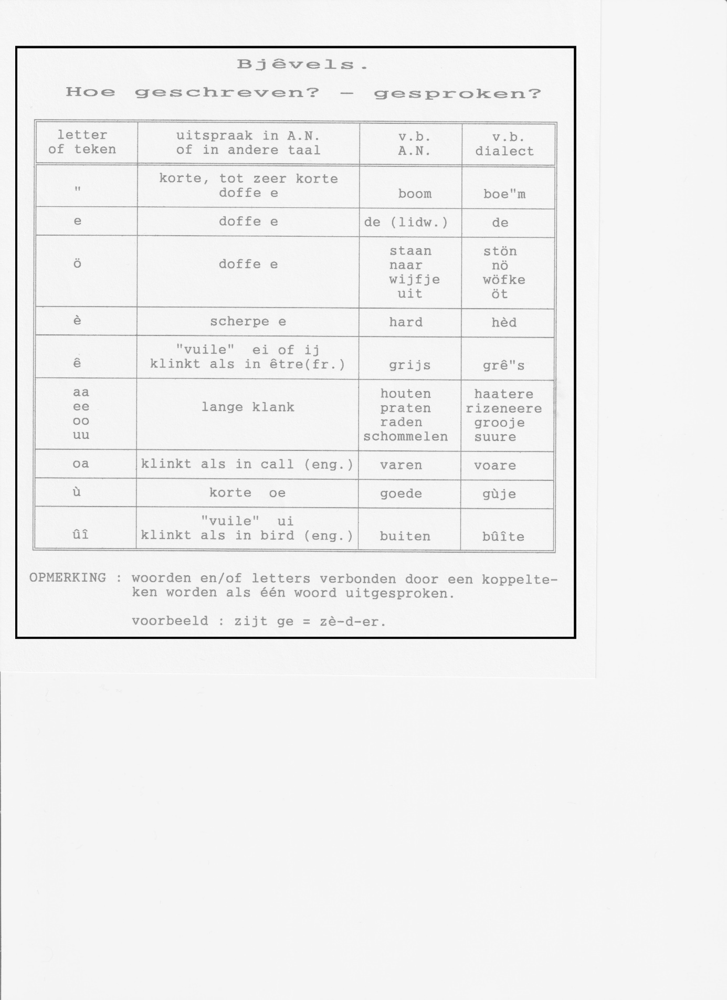 Bjêvels.
Hoe geschreven? - gesproken?
letter uitspraak in A.N. v.b. v.b.
of teken of in andere taal A.N. dialect
korte, tot zeer korte
" doffe e boom boe"m
e doffe e de (lidw.) de
staan stön
ö doffe e naar nö
wijfje wöfke
uit öt
è scherpe e hard hèd
"vuile" ei of ij
ê klinkt als in être(fr.) grijs grê"s
aa houten haatere
ee lange klank praten rizeneere
oo raden grooje
uu schommelen suure
oa klinkt als in call (eng.) varen voare
ù korte oe goede gùje
"vuile" ui
ûî klinkt als in bird (eng.) buiten bûîte
OPMERKING : woorden en/of letters verbonden door een koppelte-
ken worden als één woord uitgesproken.
voorbeeld : zijt ge = zè-d-er.